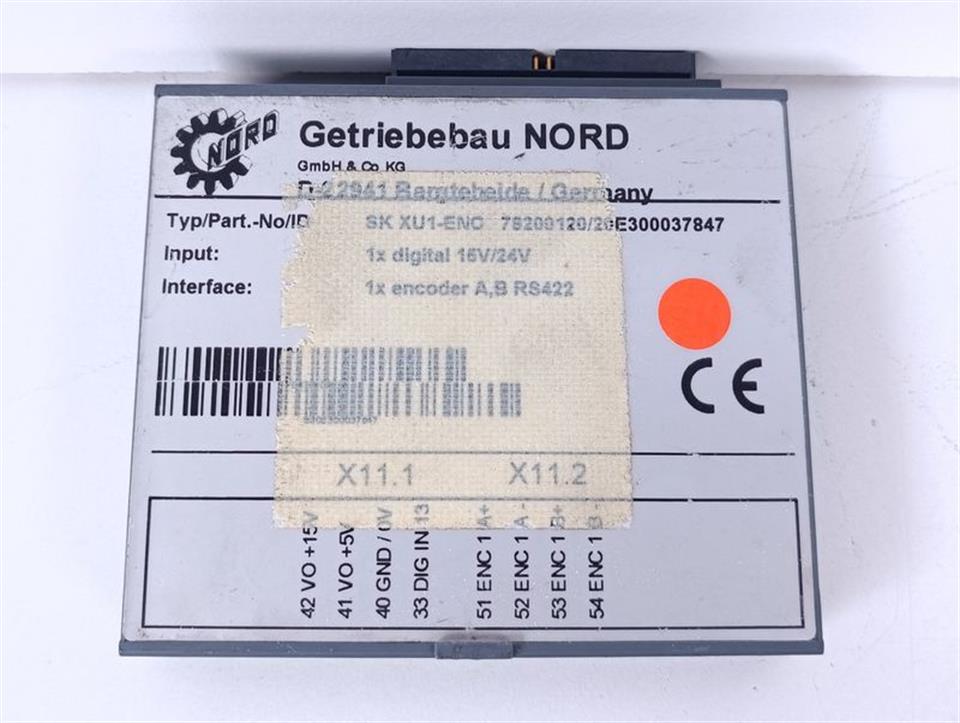 NORD
Getriebebau NORD
GmbH & Co KG
D-22941 Bargteheide / Germany
Typ/Part.-No/ID SK XU1-ENC 78200120/20E300037847
Input: 1x digital 15V/24V
Interface: 1x encoder A,B RS422
CE
X11.1 X11.2
42 VO +15V
41 VO +5V
40 GND / 0V
33 DIG IN 13
51 ENC 1 A+
52 ENC 1 A -
53 ENC 1 B+
54 ENC 1 B -